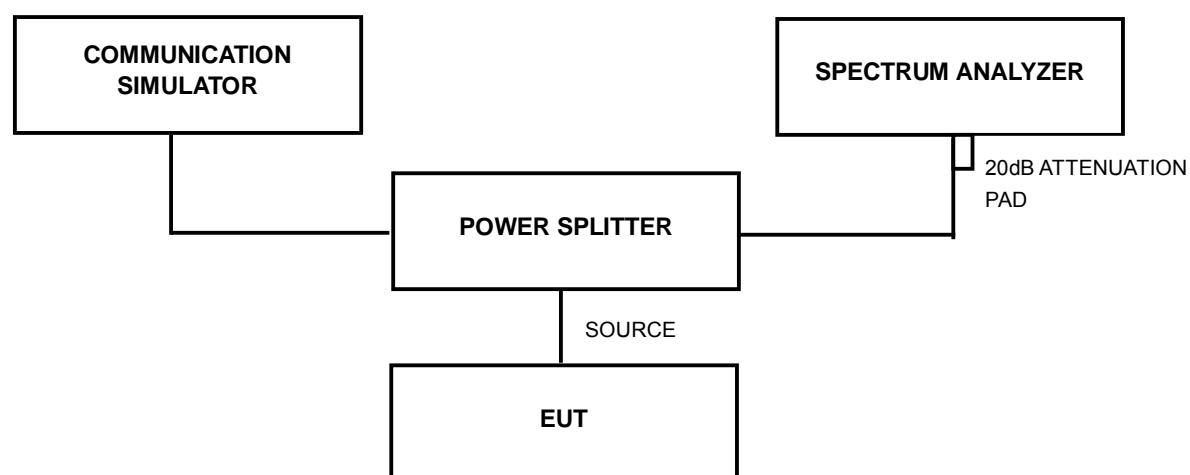 COMMUNICATION
SIMULATOR
SPECTRUM ANALYZER
20dB ATTENUATION
PAD
POWER SPLITTER
SOURCE
EUT